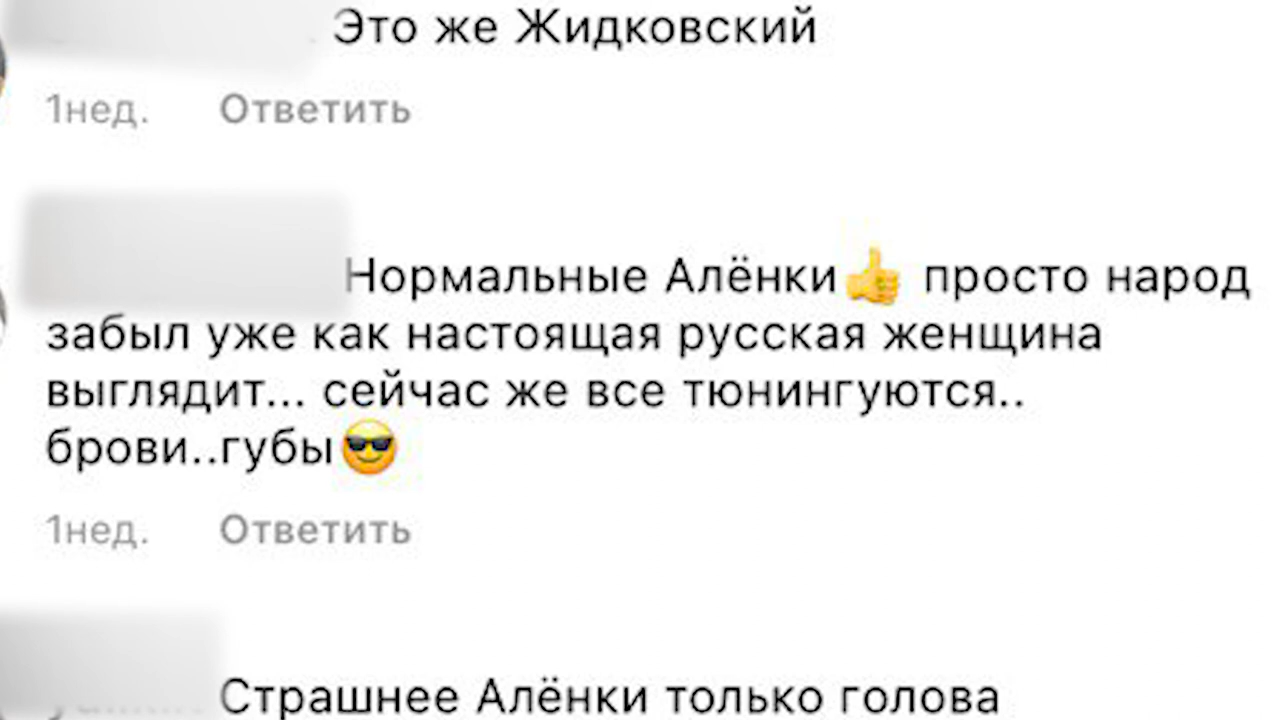 Это же Жидковский
1нед. Ответить
Нормальные Алёнки👍 просто народ
забыл уже как настоящая русская женщина
выглядит... сейчас же все тюнингуются..
брови..губы😎
1нед. Ответить
Страшнее Алёнки только голова